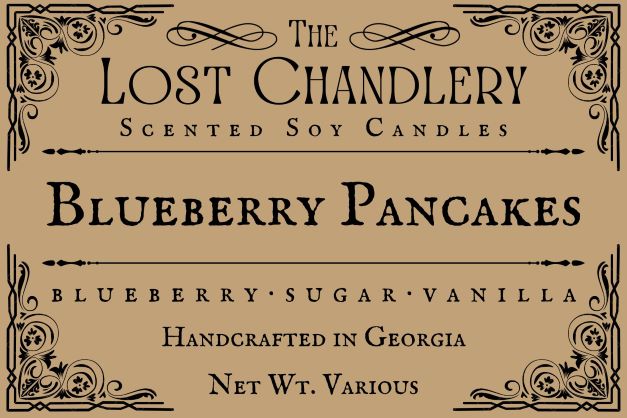 The
Lost Chandlery
Scented Soy Candles
Blueberry Pancakes
BLUEBERRY·SUGAR·VANILLA
Handcrafted in Georgia
Net Wt. Various